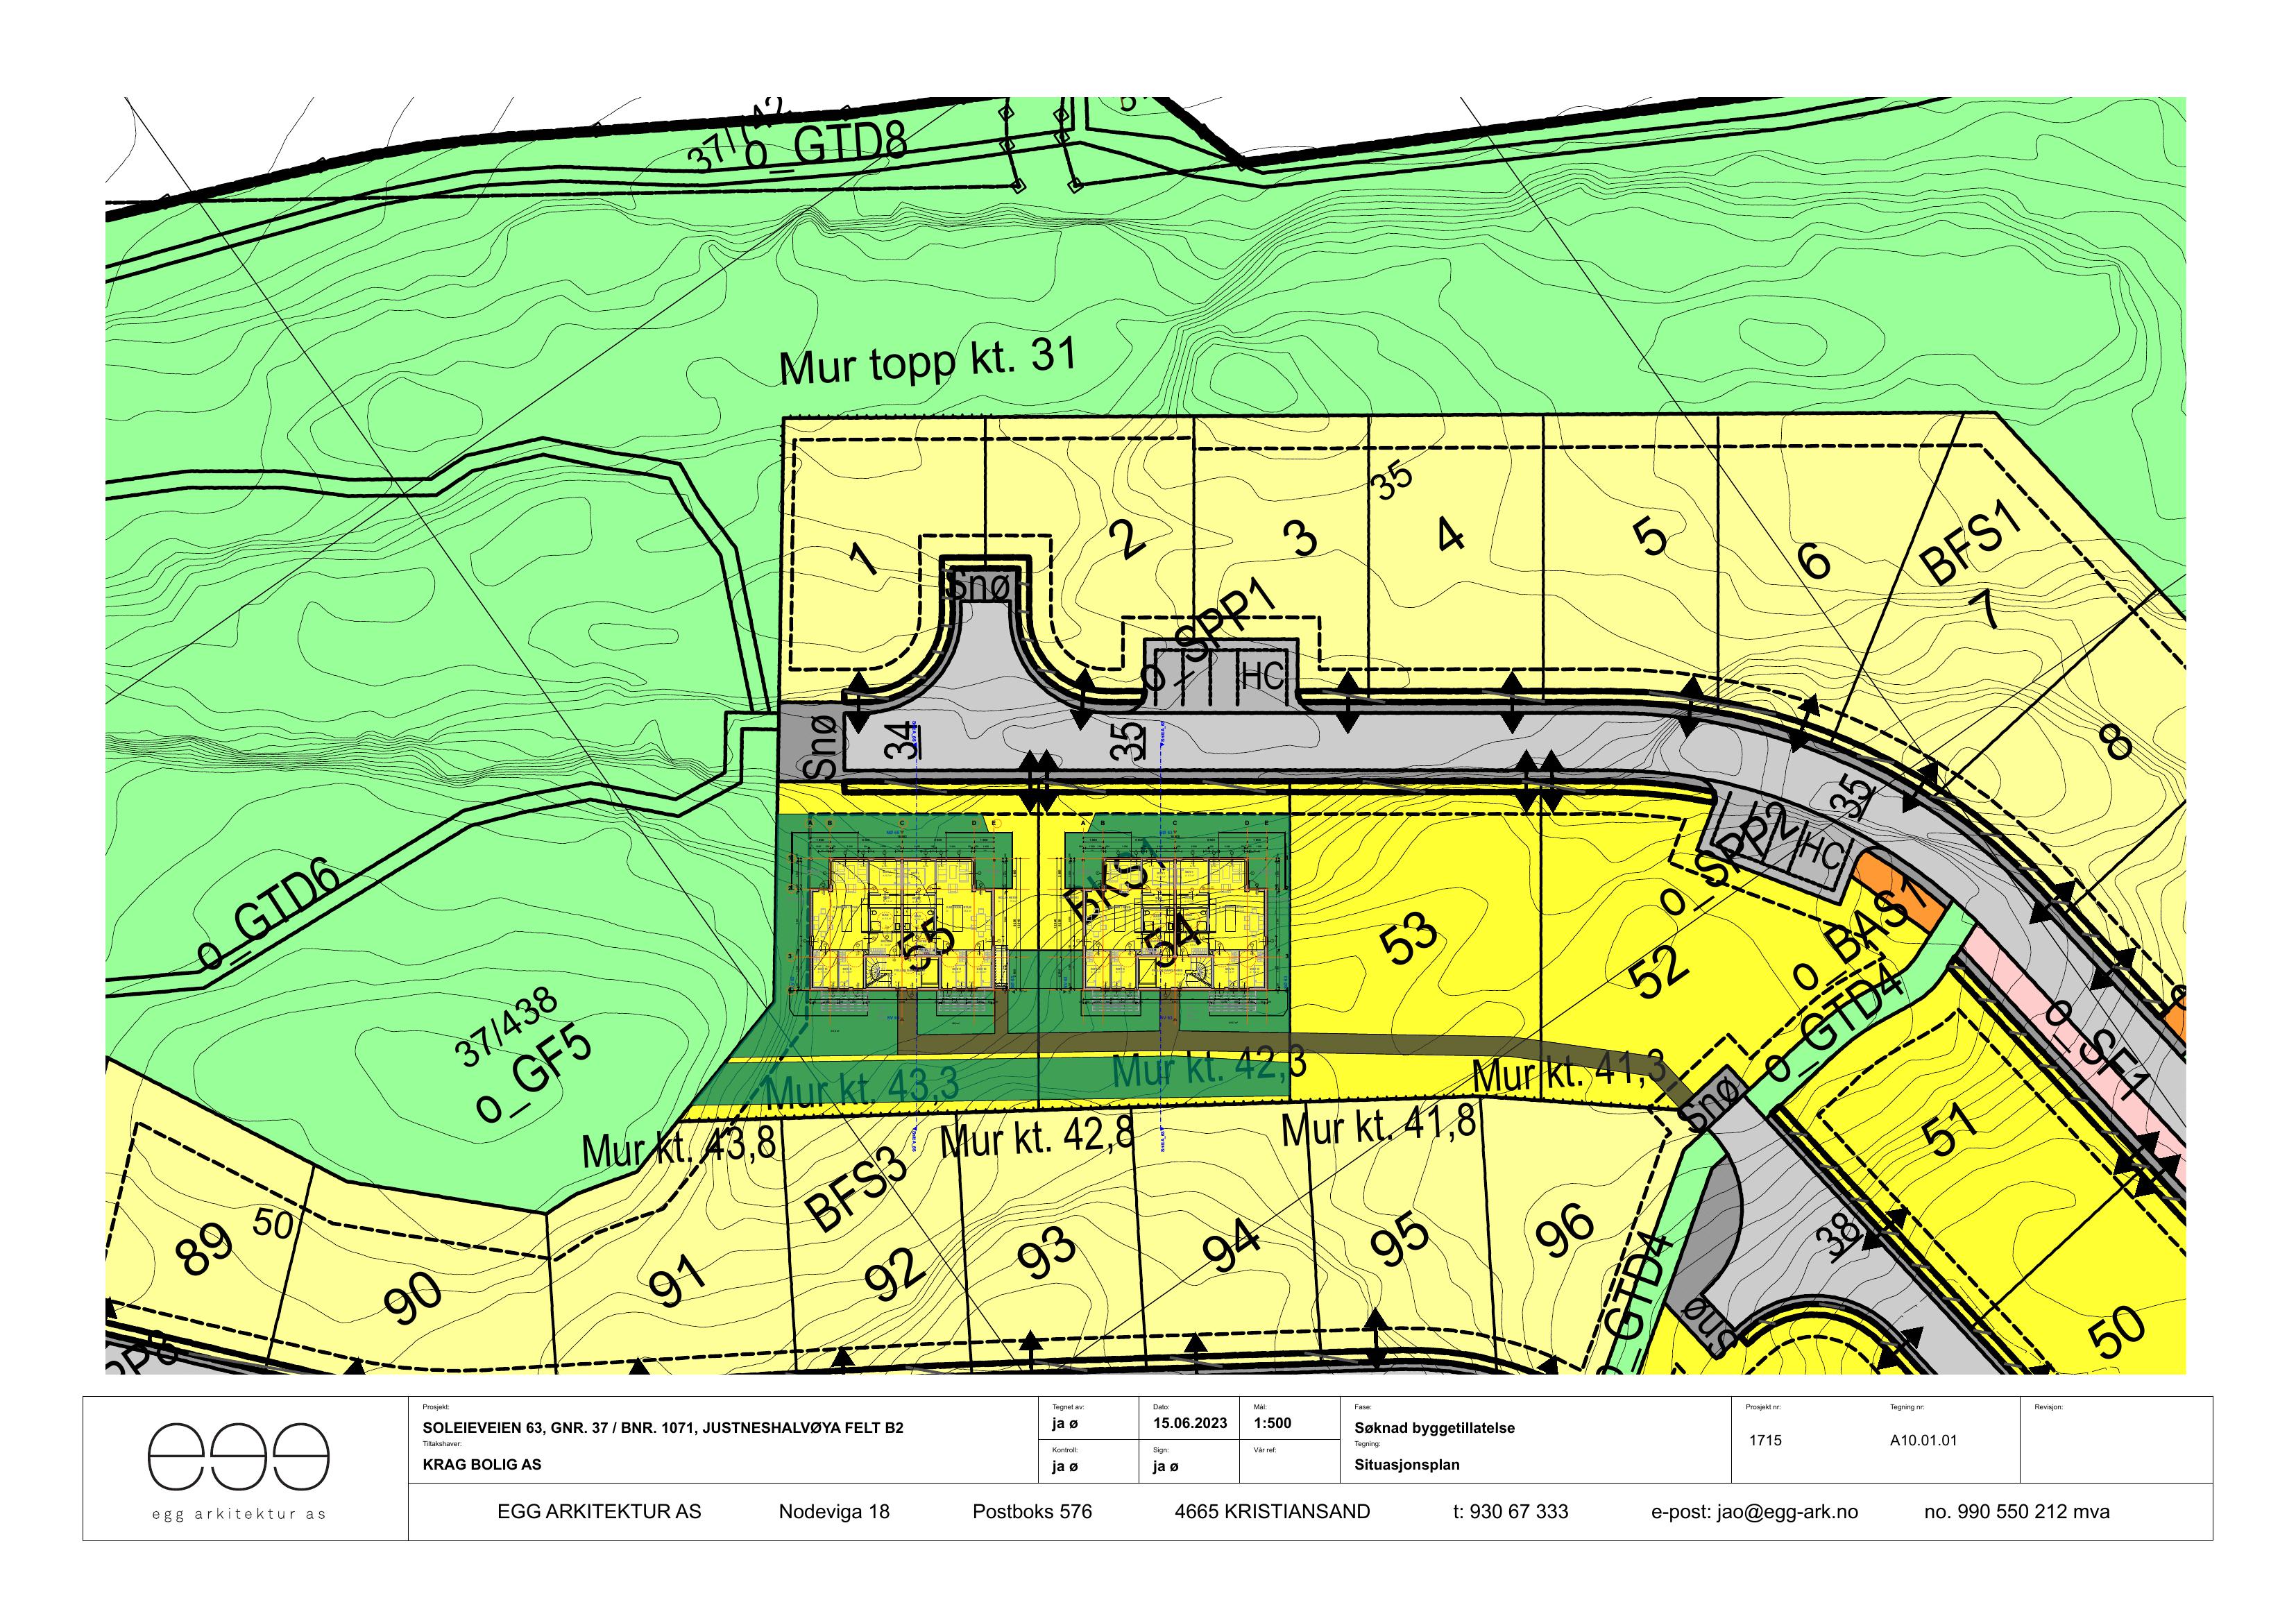 37/142
o_GTD8
Mur topp kt. 31
35
1
2
3
4
5
6
BFS1
7
8
Snø
o_SPP1
HC
Snø
34
35
35
o_SPP2
HC
o_BAS1
BKS1
55
54
53
52
o_GTD6
37/438
o_GF5
o_GTD4
o_SF1
Mur kt. 43,3
Mur kt. 42,3
Mur kt. 41,3
Snø
51
Mur kt. 43,8
Mur kt. 42,8
Mur kt. 41,8
BFS3
89
50
90
91
92
93
94
95
96
o_GTD4
38
Snø
50
egg arkitektur as
Prosjekt:
SOLEIEVEIEN 63, GNR. 37 / BNR. 1071, JUSTNESHALVØYA FELT B2
Tiltakshaver:
KRAG BOLIG AS
Tegnet av:
ja ø
Dato:
15.06.2023
Mål:
1:500
Kontroll:
ja ø
Sign:
ja ø
Vår ref:
Fase:
Søknad byggetillatelse
Tegning:
Situasjonsplan
Prosjekt nr:
1715
Tegning nr:
A10.01.01
Revisjon:
EGG ARKITEKTUR AS Nodeviga 18 Postboks 576 4665 KRISTIANSAND t: 930 67 333 e-post: jao@egg-ark.no no. 990 550 212 mva